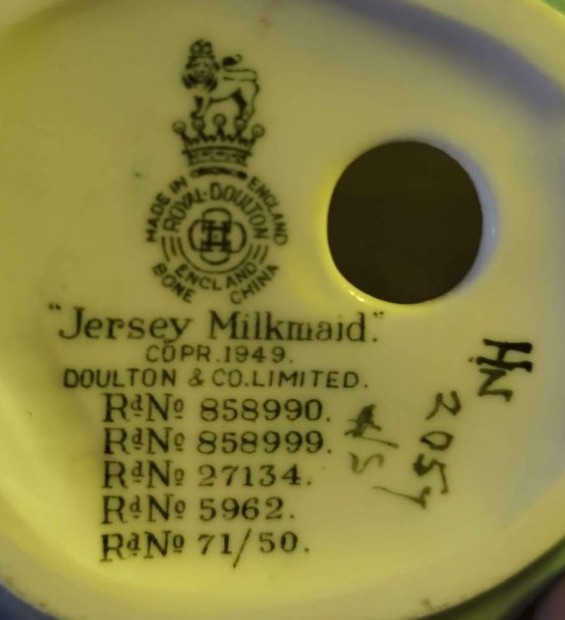 MADE IN ENGLAND
ROYAL·DOULTON
ENGLAND
BONE CHINA
"Jersey Milkmaid."
COPR.1949.
DOULTON & CO.LIMITED.
RᵈNº 858990.
RᵈNº 858999.
RᵈNº 27134.
RᵈNº 5962.
RᵈNº 71/50.
HN
2057